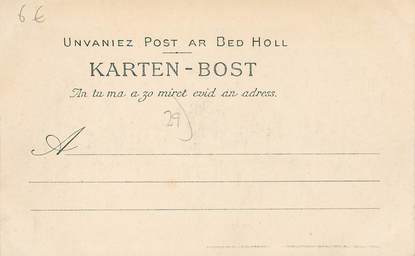 6€
UNVANIEZ POST AR BED HOLL
KARTEN-BOST
An tu ma a zo miret evid an adress.
29
A